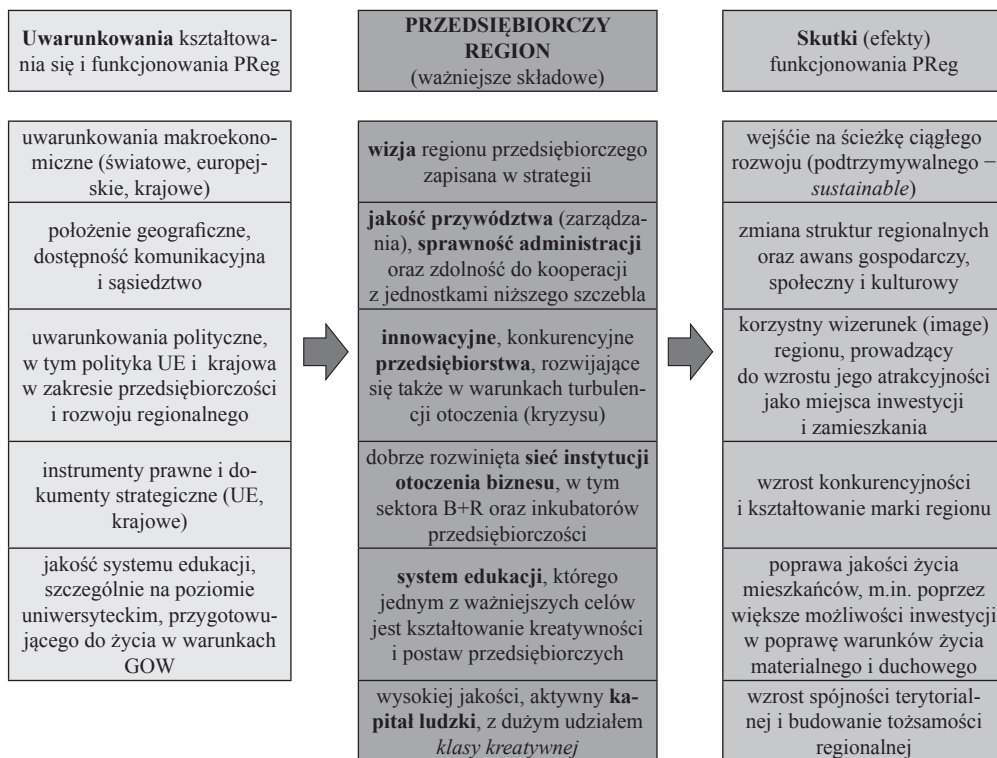 Uwarunkowania kształtowa-
nia się i funkcjonowania PReg
uwarunkowania makroekono-
miczne (światowe, europej-
skie, krajowe)
położenie geograficzne,
dostępność komunikacyjna
i sąsiedztwo
uwarunkowania polityczne,
w tym polityka UE i krajowa
w zakresie przedsiębiorczości
i rozwoju regionalnego
instrumenty prawne i do-
kumenty strategiczne (UE,
krajowe)
jakość systemu edukacji,
szczególnie na poziomie
uniwersyteckim, przygotowu-
jącego do życia w warunkach
GOW
PRZEDSIĘBIORCZY
REGION
(ważniejsze składowe)
wizja regionu przedsiębiorczego
zapisana w strategii
jakość przywództwa (zarządza-
nia), sprawność administracji
oraz zdolność do kooperacji
z jednostkami niższego szczebla
innowacyjne, konkurencyjne
przedsiębiorstwa, rozwijające
się także w warunkach turbulen-
cji otoczenia (kryzysu)
dobrze rozwinięta sieć instytucji
otoczenia biznesu, w tym
sektora B+R oraz inkubatorów
przedsiębiorczości
system edukacji, którego
jednym z ważniejszych celów
jest kształtowanie kreatywności
i postaw przedsiębiorczych
wysokiej jakości, aktywny ka-
pitał ludzki, z dużym udziałem
klasy kreatywnej
Skutki (efekty)
funkcjonowania PReg
wejśćie na ścieżkę ciągłego
rozwoju (podtrzymywalnego −
sustainable)
zmiana struktur regionalnych
oraz awans gospodarczy,
społeczny i kulturowy
korzystny wizerunek (image)
regionu, prowadzący
do wzrostu jego atrakcyjności
jako miejsca inwestycji
i zamieszkania
wzrost konkurencyjności
i kształtowanie marki regionu
poprawa jakości życia
mieszkańców, m.in. poprzez
większe możliwości inwestycji
w poprawę warunków życia
materialnego i duchowego
wzrost spójności terytorial-
nej i budowanie tożsamości
regionalnej